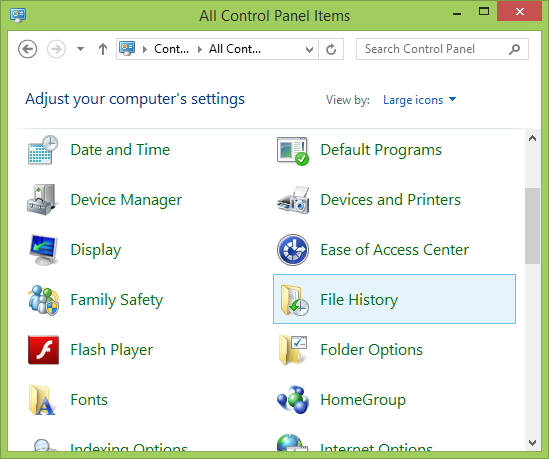 All Control Panel Items
Cont... All Cont... Search Control Panel
Adjust your computer's settings View by: Large icons
Date and Time Default Programs
Device Manager Devices and Printers
Display Ease of Access Center
Family Safety File History
Flash Player Folder Options
Fonts HomeGroup
Indexing Options Internet Options